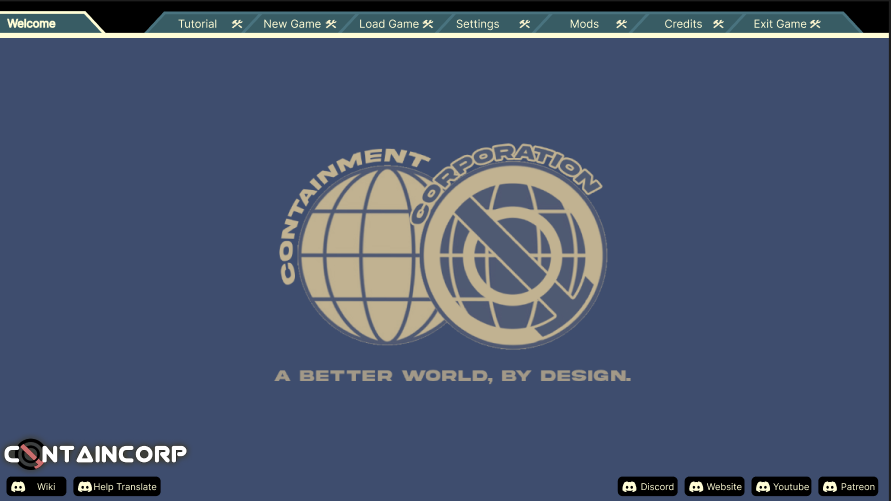 Welcome
Tutorial New Game Load Game Settings Mods Credits Exit Game
CONTAINMENT
CORPORATION
A BETTER WORLD, BY DESIGN.
CONTAINCORP
Wiki Help Translate Discord Website Youtube Patreon